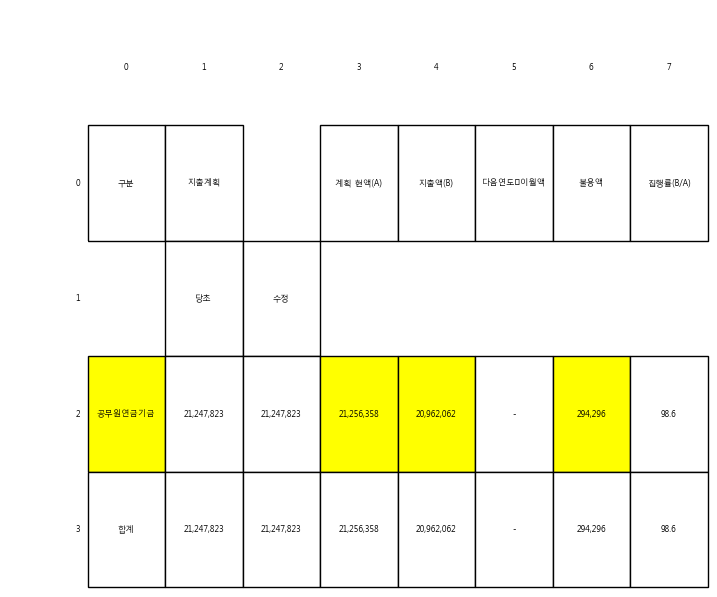 0 1 2 3 4 5 6 7
0 구분 지출계획 계획 현액(A) 지출액(B) 다음연도▯이월액 불용액 집행률(B/A)
1 당초 수정
2 공무원연금기금 21,247,823 21,247,823 21,256,358 20,962,062 - 294,296 98.6
3 합계 21,247,823 21,247,823 21,256,358 20,962,062 - 294,296 98.6